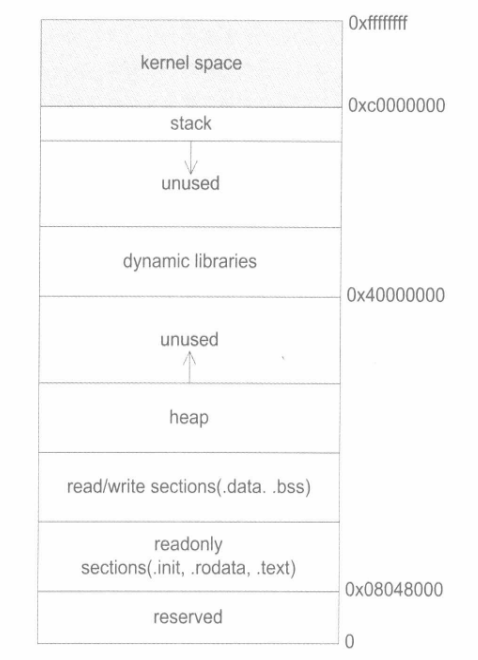 0xffffffff
kernel space
0xc0000000
stack
unused
dynamic libraries
0x40000000
unused
heap
read/write sections(.data. .bss)
readonly
sections(.init, .rodata, .text)
0x08048000
reserved
0